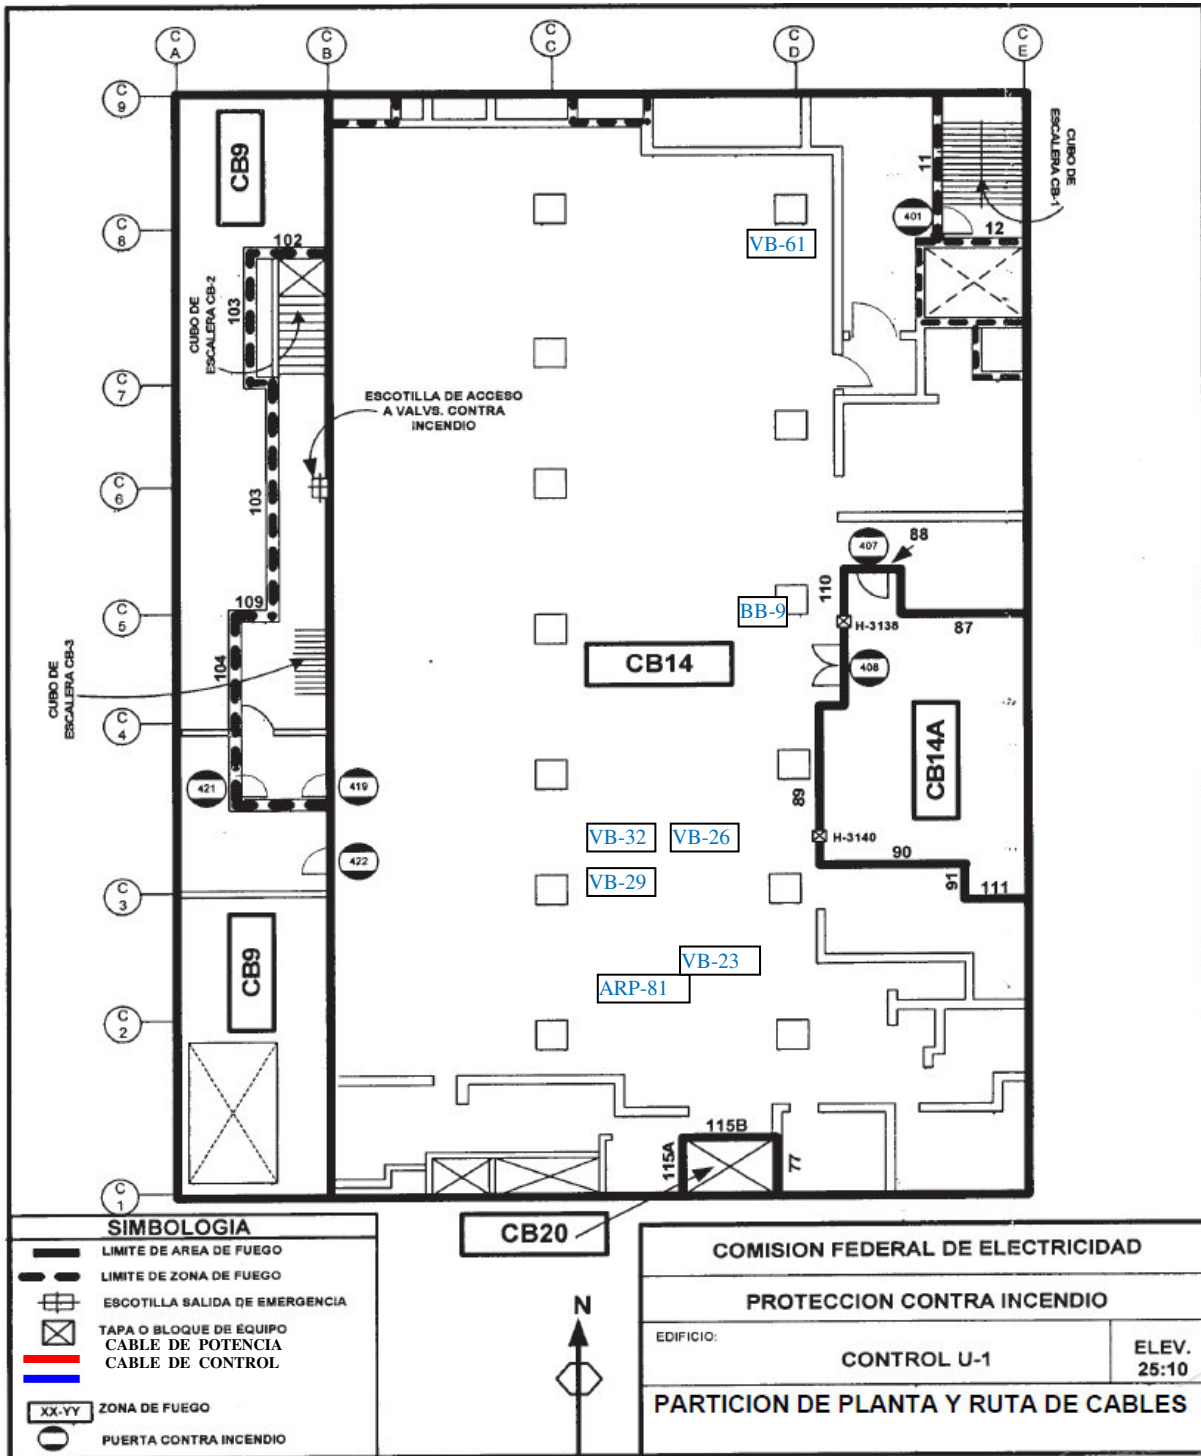 C
A
C
B
C
C
C
D
C
E
C
9
C
8
C
7
C
6
C
5
C
4
C
3
C
2
C
1
CB9
102
103
CUBO DE
ESCALERA CB-2
103
109
104
CUBO DE
ESCALERA CB-3
421
419
422
CB9
ESCOTILLA DE ACCESO
A VALVS. CONTRA
INCENDIO
VB-61
11
401
12
CUBO DE
ESCALERA CB-1
407
88
110
BB-9
H-3138
87
408
CB14
CB14A
89
H-3140
90
91
111
VB-32
VB-26
VB-29
VB-23
ARP-81
115B
115A
77
CB20
SIMBOLOGIA
LIMITE DE AREA DE FUEGO
LIMITE DE ZONA DE FUEGO
ESCOTILLA SALIDA DE EMERGENCIA
TAPA O BLOQUE DE EQUIPO
CABLE DE POTENCIA
CABLE DE CONTROL
XX-YY ZONA DE FUEGO
PUERTA CONTRA INCENDIO
N
COMISION FEDERAL DE ELECTRICIDAD
PROTECCION CONTRA INCENDIO
EDIFICIO:
CONTROL U-1
ELEV.
25:10
PARTICION DE PLANTA Y RUTA DE CABLES